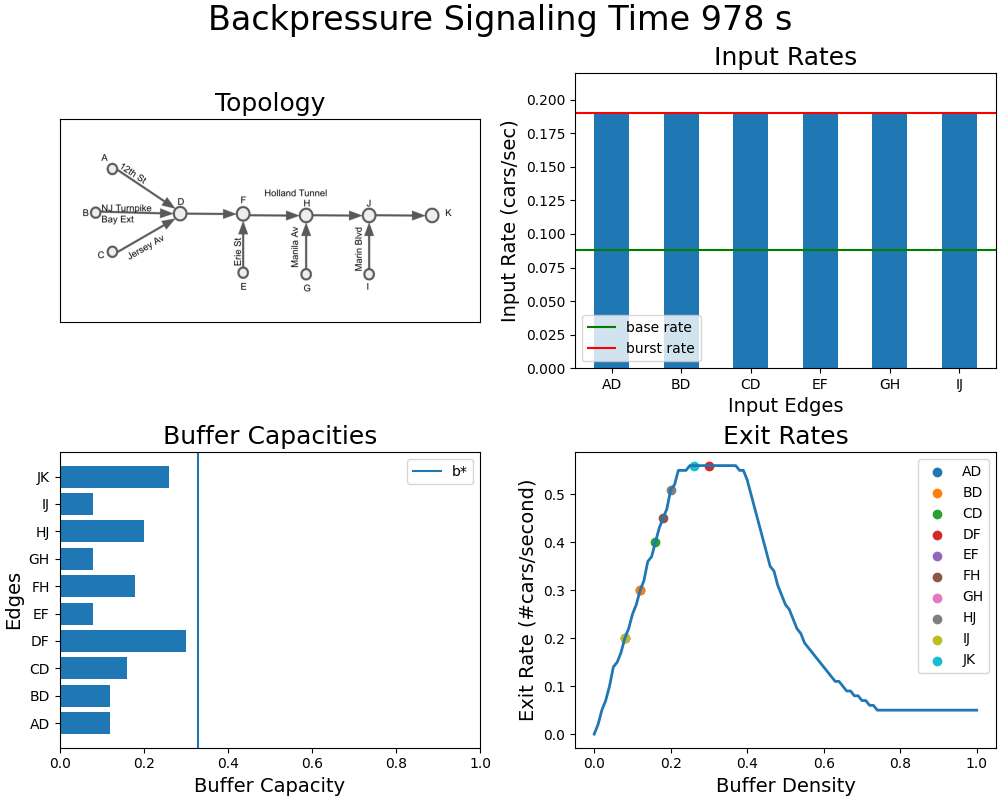 Backpressure Signaling Time 978 s
Topology
A
12th St
B
NJ Turnpike
Bay Ext
C
Jersey Av
D
F
Holland Tunnel
H
J
K
Erie St
Manila Av
Marin Blvd
E
G
I
Input Rates
Input Rate (cars/sec)
0.200
0.175
0.150
0.125
0.100
0.075
0.050
0.025
0.000
base rate
burst rate
AD BD CD EF GH IJ
Input Edges
Buffer Capacities
Edges
b*
JK
IJ
HJ
GH
FH
EF
DF
CD
BD
AD
0.0 0.2 0.4 0.6 0.8 1.0
Buffer Capacity
Exit Rates
Exit Rate (#cars/second)
0.5
0.4
0.3
0.2
0.1
0.0
AD
BD
CD
DF
EF
FH
GH
HJ
IJ
JK
0.0 0.2 0.4 0.6 0.8 1.0
Buffer Density